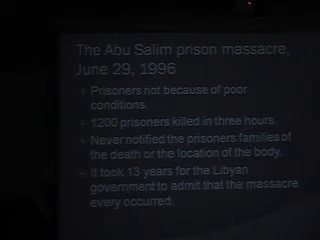 The Abu Salim prison massacre,
June 29, 1996
Prisoners not because of poor
conditions.
1200 prisoners killed in three hours.
Never notified the prisoners families of
the death or the location of the body.
It took 13 years for the Libyan
government to admit that the massacre
every occurred.